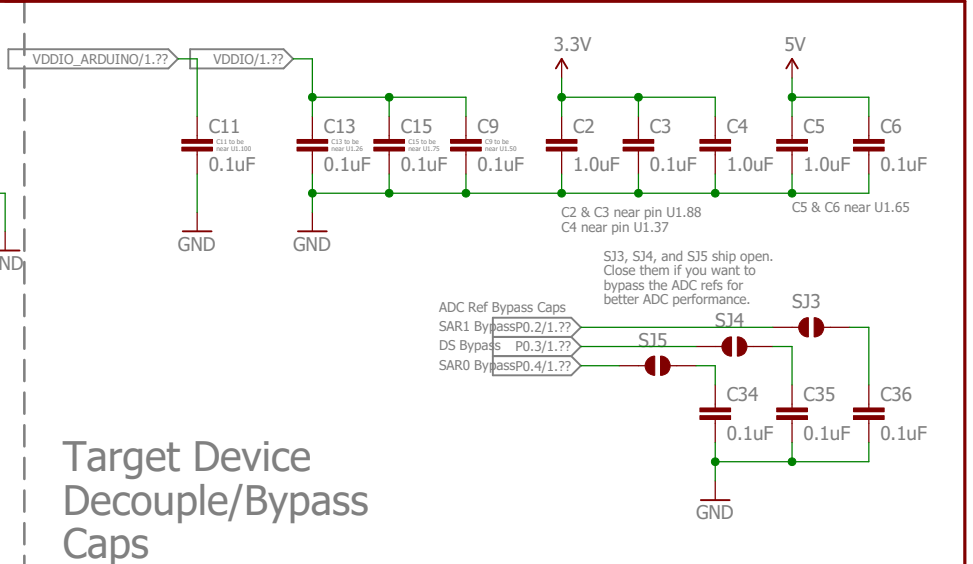 VDDIO_ARDUINO/1.??
VDDIO/1.??
3.3V
5V
C11
C11 to be
near U1.100
0.1uF
C13
C13 to be
near U1.26
0.1uF
C15
C15 to be
near U1.75
0.1uF
C9
C9 to be
near U1.50
0.1uF
C2
1.0uF
C3
0.1uF
C4
1.0uF
C5
1.0uF
C6
0.1uF
GND
GND
ND
C2 & C3 near pin U1.88
C4 near pin U1.37
C5 & C6 near U1.65
SJ3, SJ4, and SJ5 ship open.
Close them if you want to
bypass the ADC refs for
better ADC performance.
ADC Ref Bypass Caps
SAR1 Bypass P0.2/1.??
DS Bypass P0.3/1.??
SAR0 Bypass P0.4/1.??
SJ3
SJ4
SJ5
C34
0.1uF
C35
0.1uF
C36
0.1uF
GND
Target Device
Decouple/Bypass
Caps